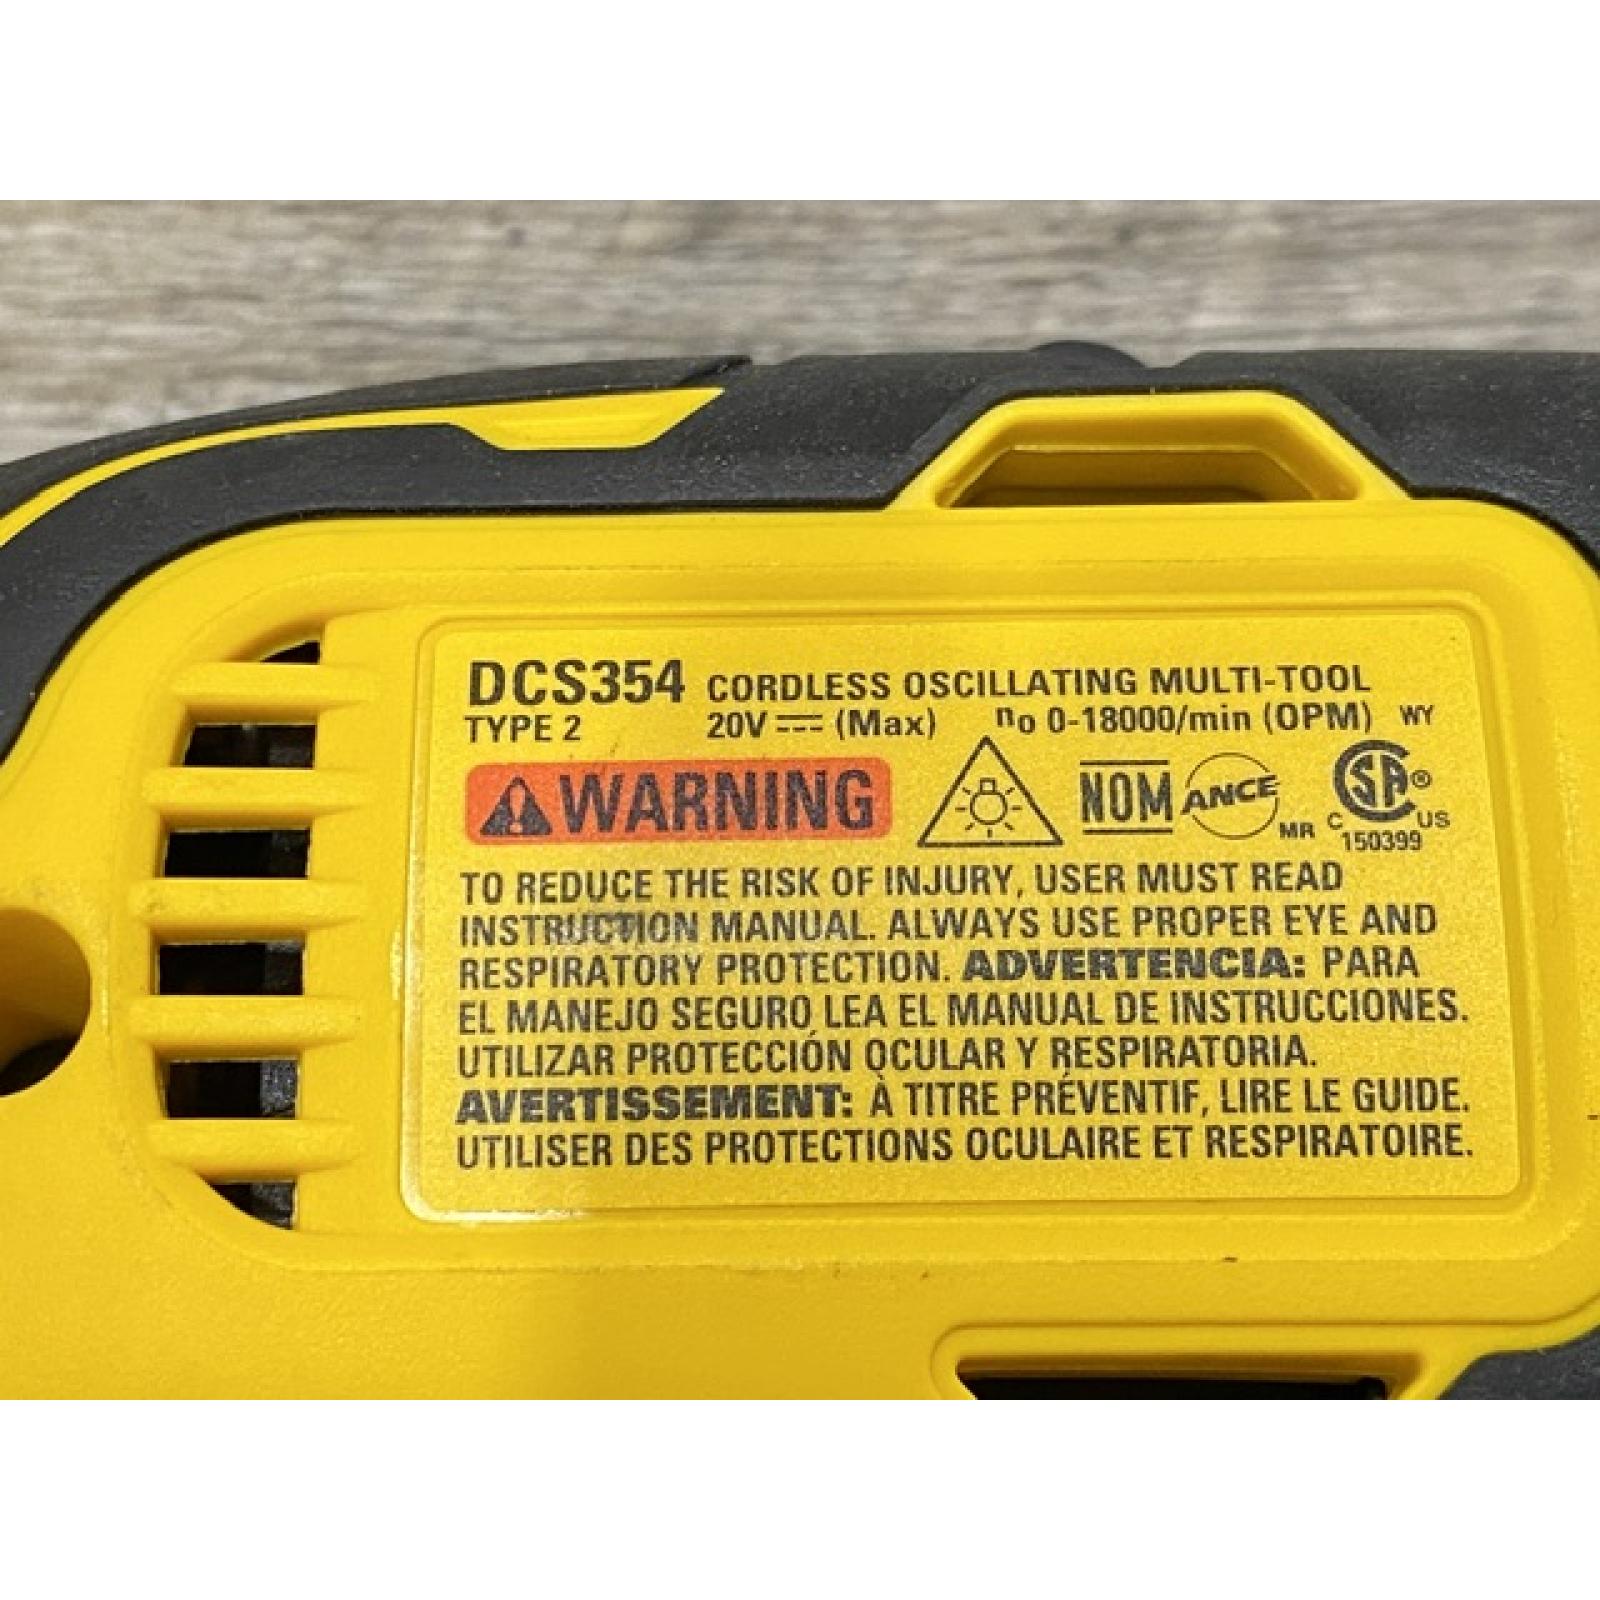 DCS354 CORDLESS OSCILLATING MULTI-TOOL
TYPE 2 20V ⎓ (Max) no 0-18000/min (OPM) WY
WARNING NOM ANCE MR CSA® C US
150399
TO REDUCE THE RISK OF INJURY, USER MUST READ
INSTRUCTION MANUAL. ALWAYS USE PROPER EYE AND
RESPIRATORY PROTECTION. ADVERTENCIA: PARA
EL MANEJO SEGURO LEA EL MANUAL DE INSTRUCCIONES.
UTILIZAR PROTECCIÓN OCULAR Y RESPIRATORIA.
AVERTISSEMENT: À TITRE PRÉVENTIF, LIRE LE GUIDE.
UTILISER DES PROTECTIONS OCULAIRE ET RESPIRATOIRE.